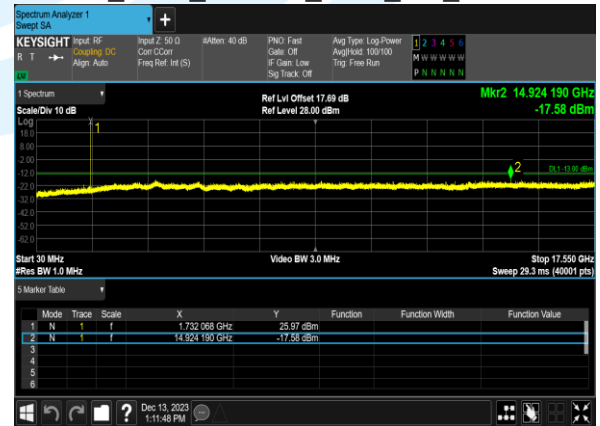 Spectrum Analyzer 1
Swept SA
+
KEYSIGHT Input: RF Input Z: 50 Ω #Atten: 40 dB PNO: Fast Avg Type: Log-Power 1 2 3 4 5 6
R T Coupling: DC Corr CCorr Gate: Off Avg|Hold: 100/100 M W W W W W
Align: Auto Freq Ref: Int (S) IF Gain: Low Trig: Free Run P N N N N N
Sig Track: Off
LV
1 Spectrum Ref Lvl Offset 17.69 dB Mkr2 14.924 190 GHz
Scale/Div 10 dB Ref Level 28.00 dBm -17.58 dBm
Log
1
18.0
8.00
-2.00
2 DL1 -13.00 dBm
-12.0
-22.0
-32.0
-42.0
-52.0
-62.0
Start 30 MHz Video BW 3.0 MHz Stop 17.550 GHz
#Res BW 1.0 MHz Sweep 29.3 ms (40001 pts)
5 Marker Table
Mode Trace Scale X Y Function Function Width Function Value
1 N 1 f 1.732 068 GHz 25.97 dBm
2 N 1 f 14.924 190 GHz -17.58 dBm
3
4
5
6
? Dec 13, 2023
1:11:48 PM